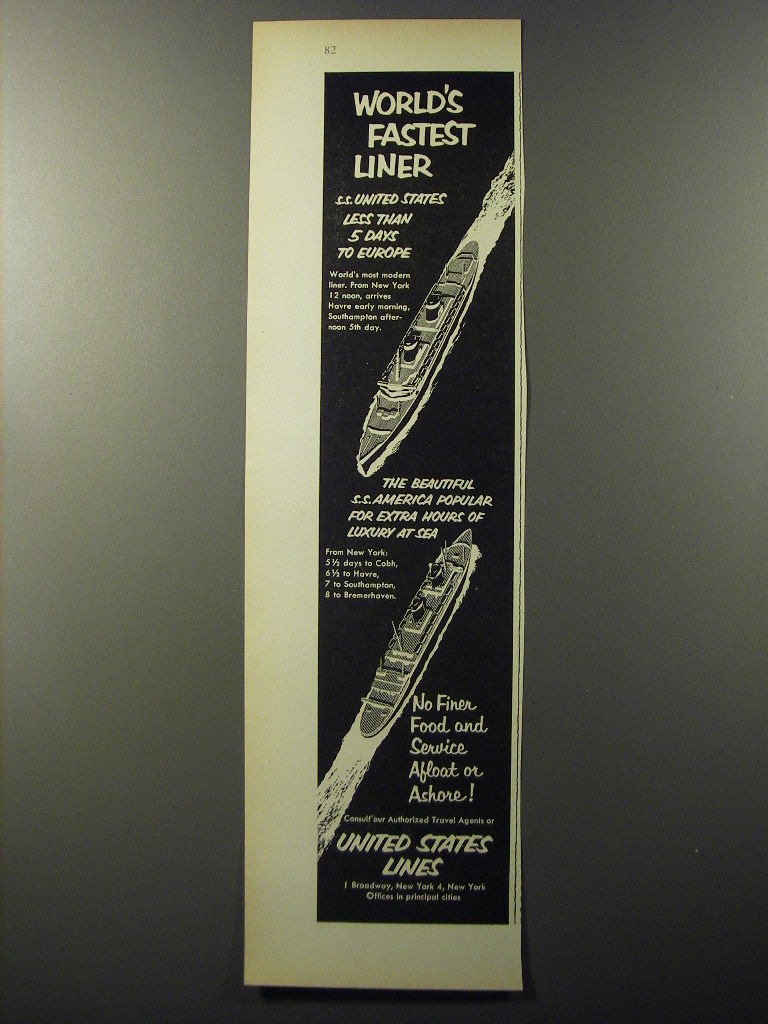 82
WORLD'S
FASTEST
LINER
S.S. UNITED STATES
LESS THAN
5 DAYS
TO EUROPE
World's most modern
liner. From New York
12 noon, arrives
Havre early morning,
Southampton after-
noon 5th day.
THE BEAUTIFUL
S.S. AMERICA POPULAR
FOR EXTRA HOURS OF
LUXURY AT SEA
From New York:
5½ days to Cobh,
6½ to Havre,
7 to Southampton,
8 to Bremerhaven.
No Finer
Food and
Service
Afloat or
Ashore!
Consult our Authorized Travel Agents or
UNITED STATES
LINES
1 Broadway, New York 4, New York
Offices in principal cities